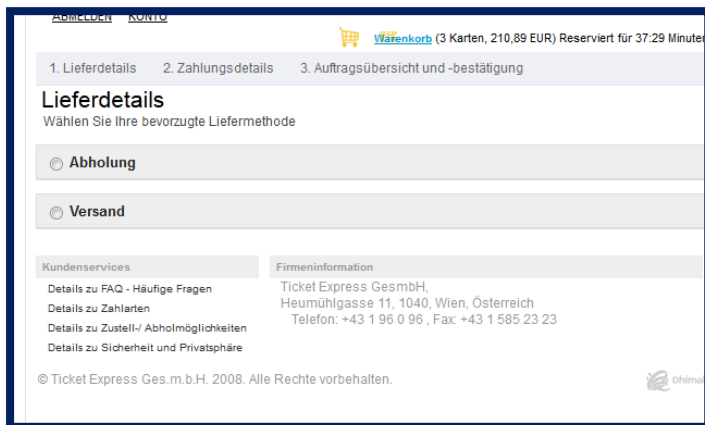 ABMELDEN KONTO
Warenkorb (3 Karten, 210,89 EUR) Reserviert für 37:29 Minuten
1. Lieferdetails 2. Zahlungsdetails 3. Auftragsübersicht und -bestätigung
Lieferdetails
Wählen Sie Ihre bevorzugte Liefermethode
Abholung
Versand
Kundenservices
Firmeninformation
Details zu FAQ - Häufige Fragen
Details zu Zahlarten
Details zu Zustell-/ Abholmöglichkeiten
Details zu Sicherheit und Privatsphäre
Ticket Express GesmbH,
Heumühlgasse 11, 1040, Wien, Österreich
Telefon: +43 1 96 0 96 , Fax: +43 1 585 23 23
© Ticket Express Ges.m.b.H. 2008. Alle Rechte vorbehalten.
Dhimal